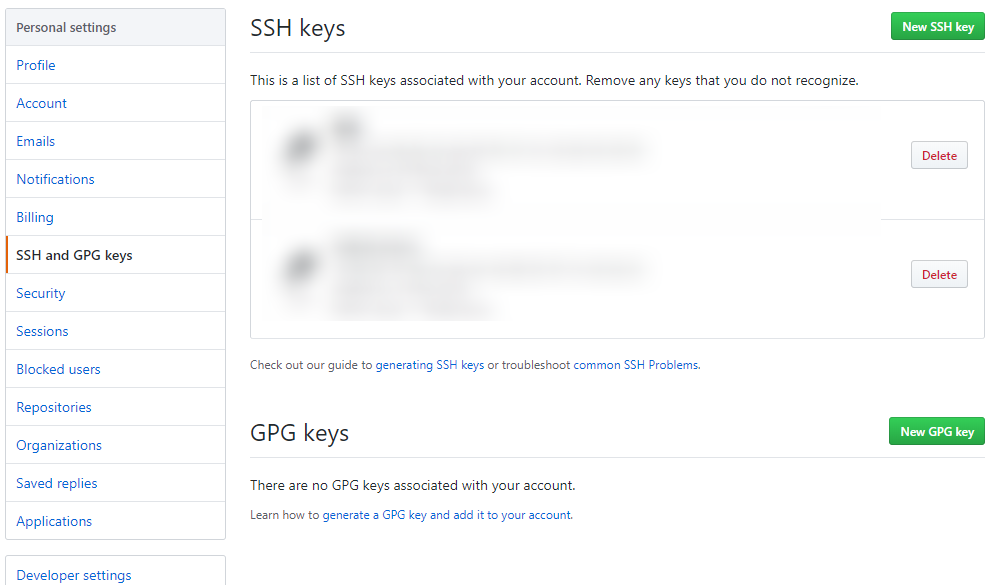 Personal settings
Profile
Account
Emails
Notifications
Billing
SSH and GPG keys
Security
Sessions
Blocked users
Repositories
Organizations
Saved replies
Applications
Developer settings
SSH keys
New SSH key
This is a list of SSH keys associated with your account. Remove any keys that you do not recognize.
Delete
Delete
Check out our guide to generating SSH keys or troubleshoot common SSH Problems.
GPG keys
New GPG key
There are no GPG keys associated with your account.
Learn how to generate a GPG key and add it to your account.